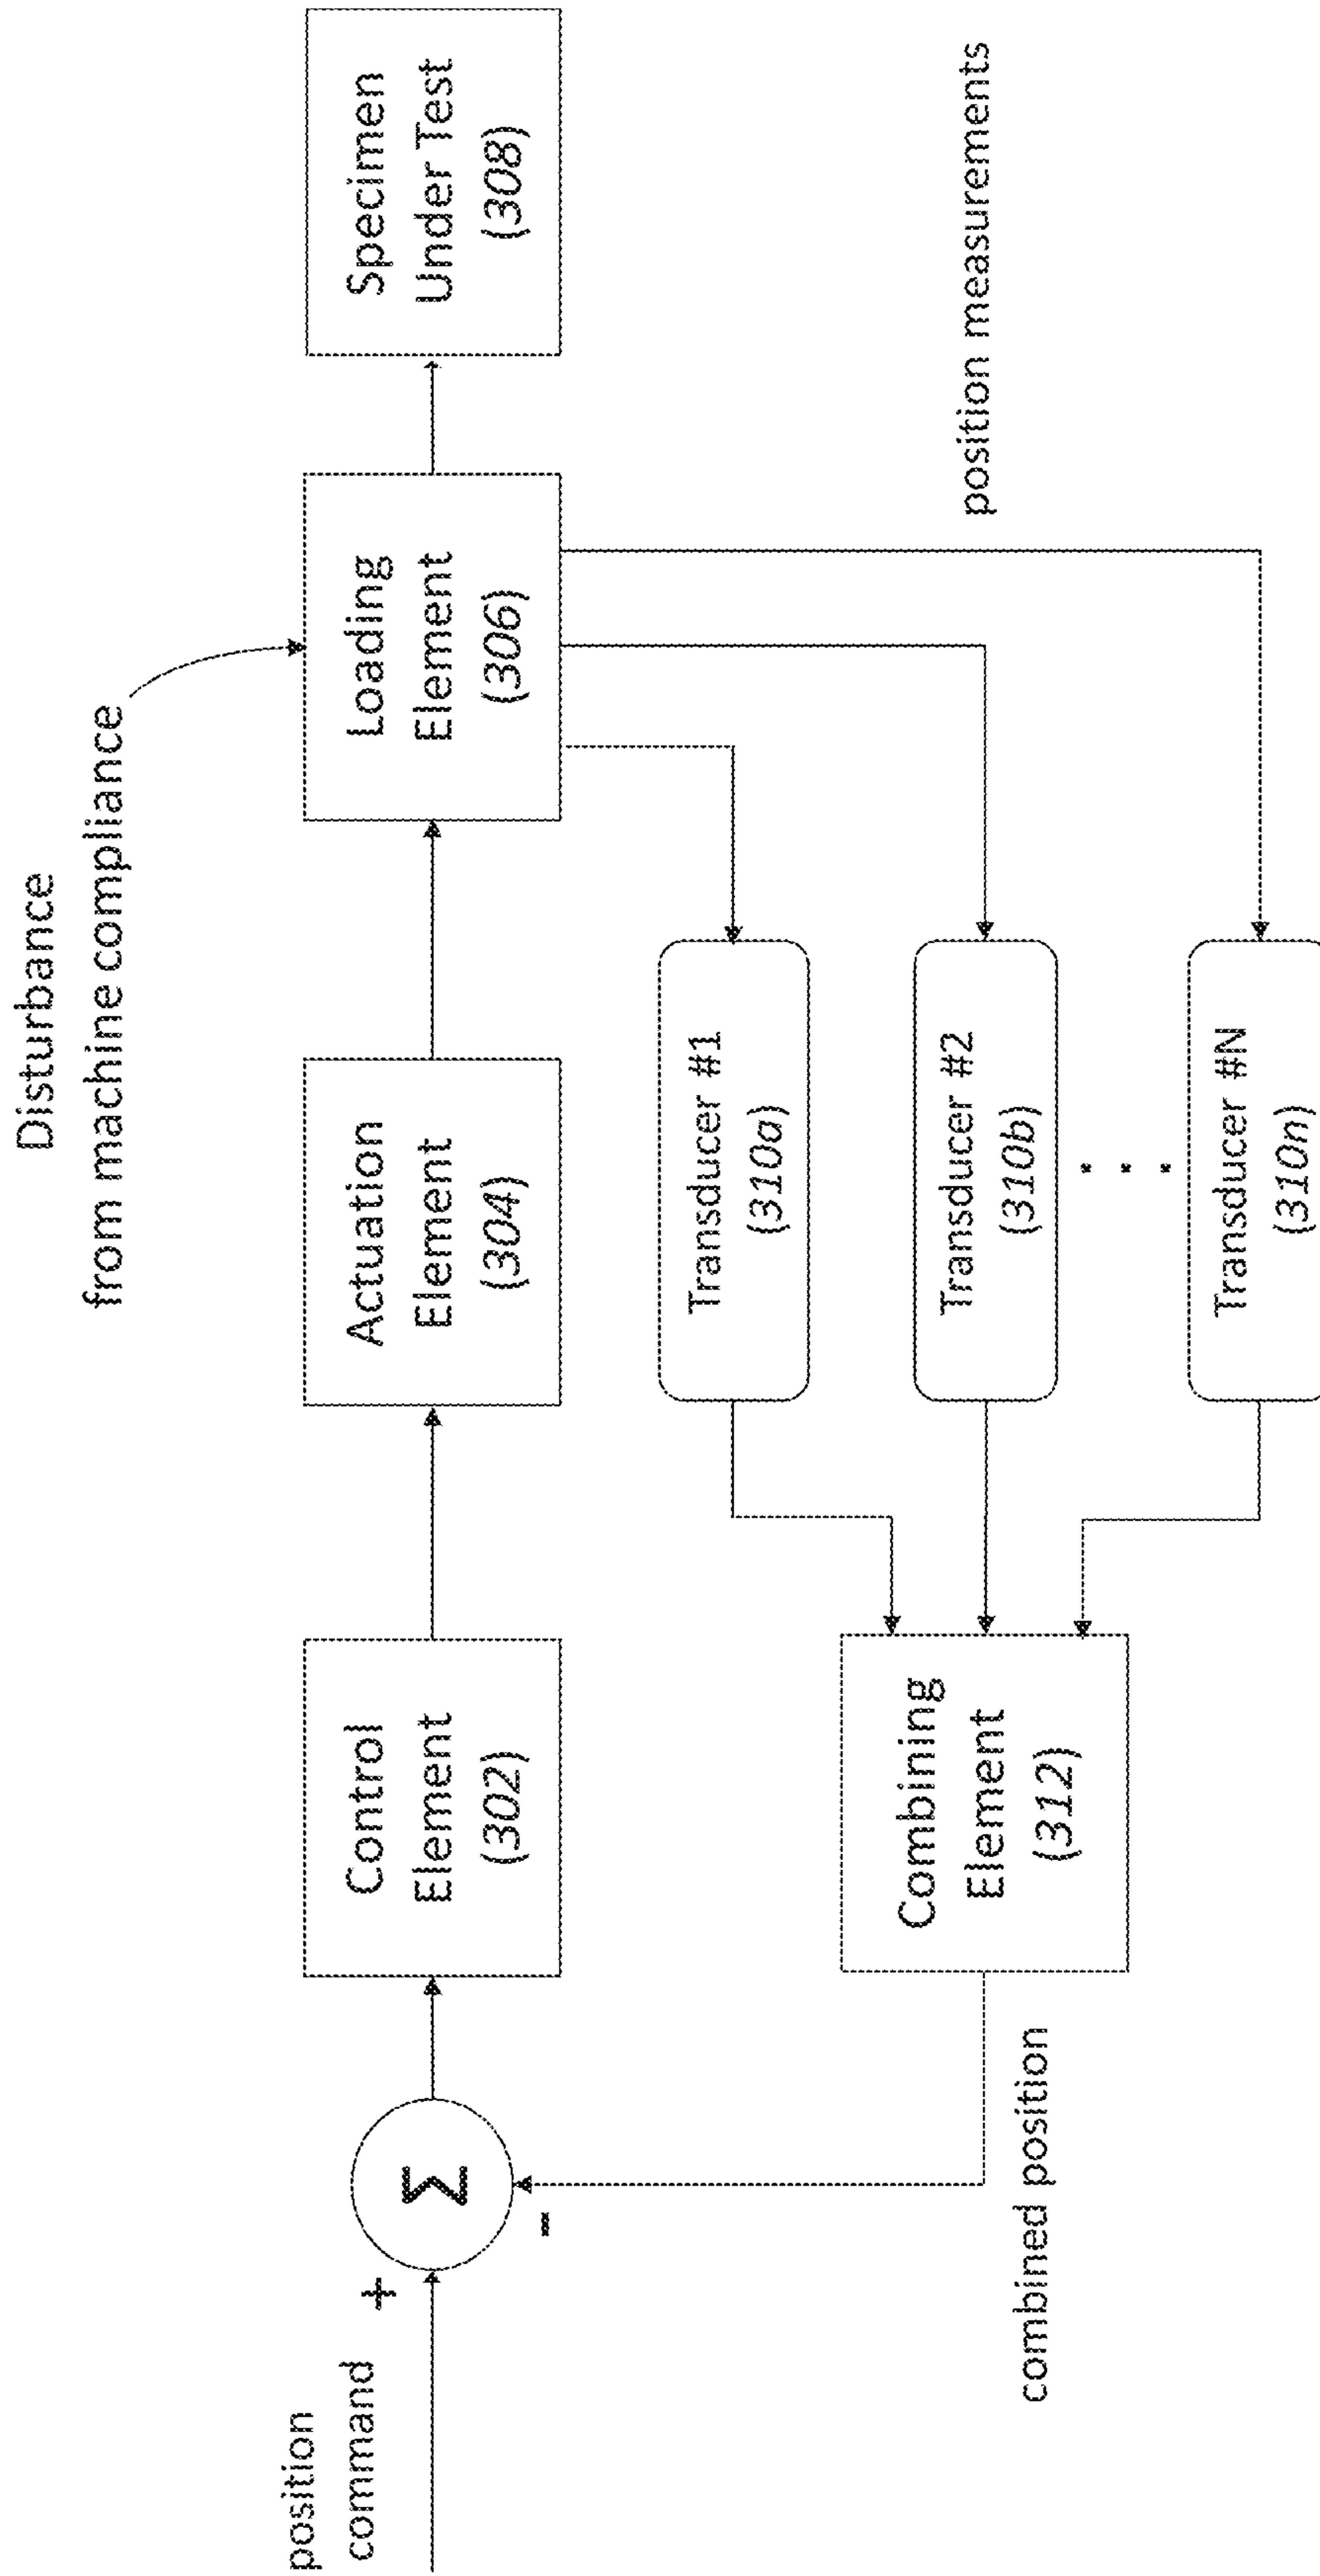 Disturbance
from machine compliance
position
command
+
Σ
-
Control
Element
(302)
Actuation
Element
(304)
Loading
Element
(306)
Specimen
Under Test
(308)
Transducer #1
(310a)
Transducer #2
(310b)
. . .
Transducer #N
(310n)
Combining
Element
(312)
combined position
position measurements